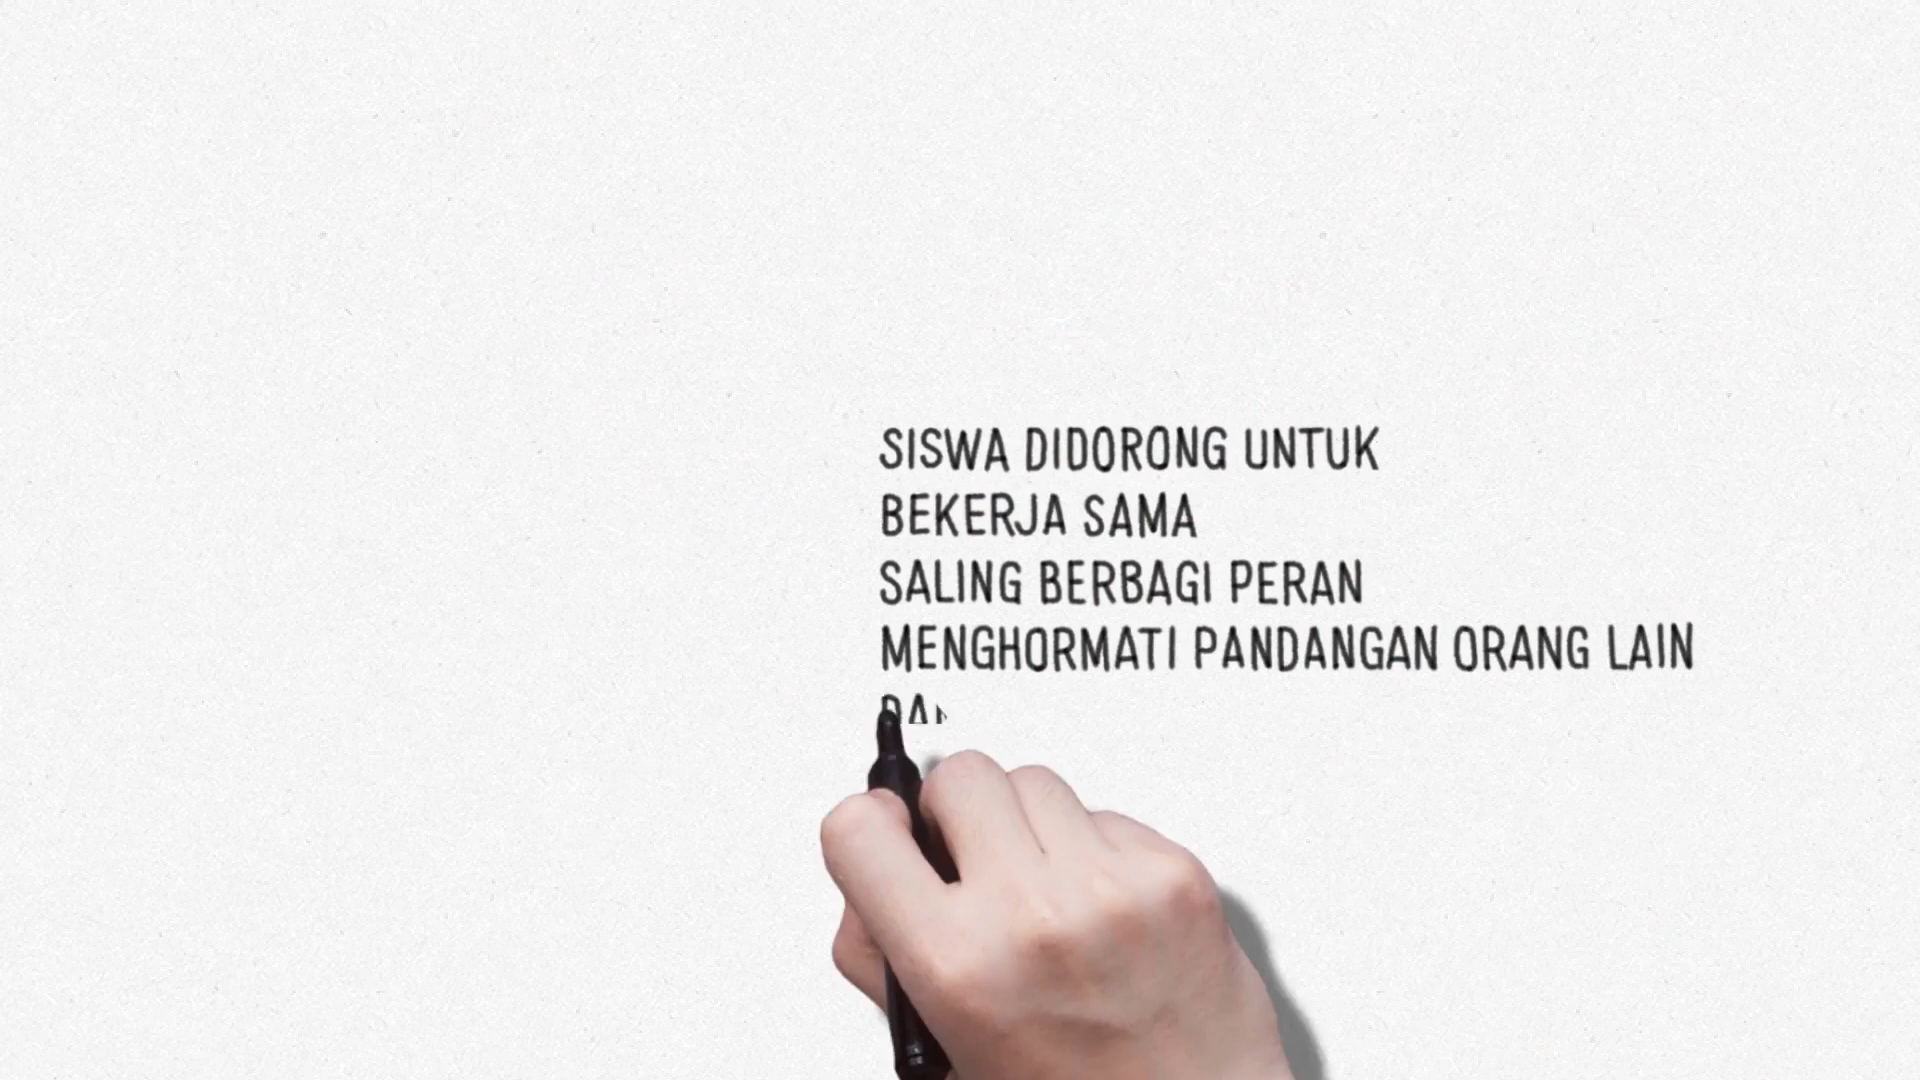 SISWA DIDORONG UNTUK
BEKERJA SAMA
SALING BERBAGI PERAN
MENGHORMATI PANDANGAN ORANG LAIN